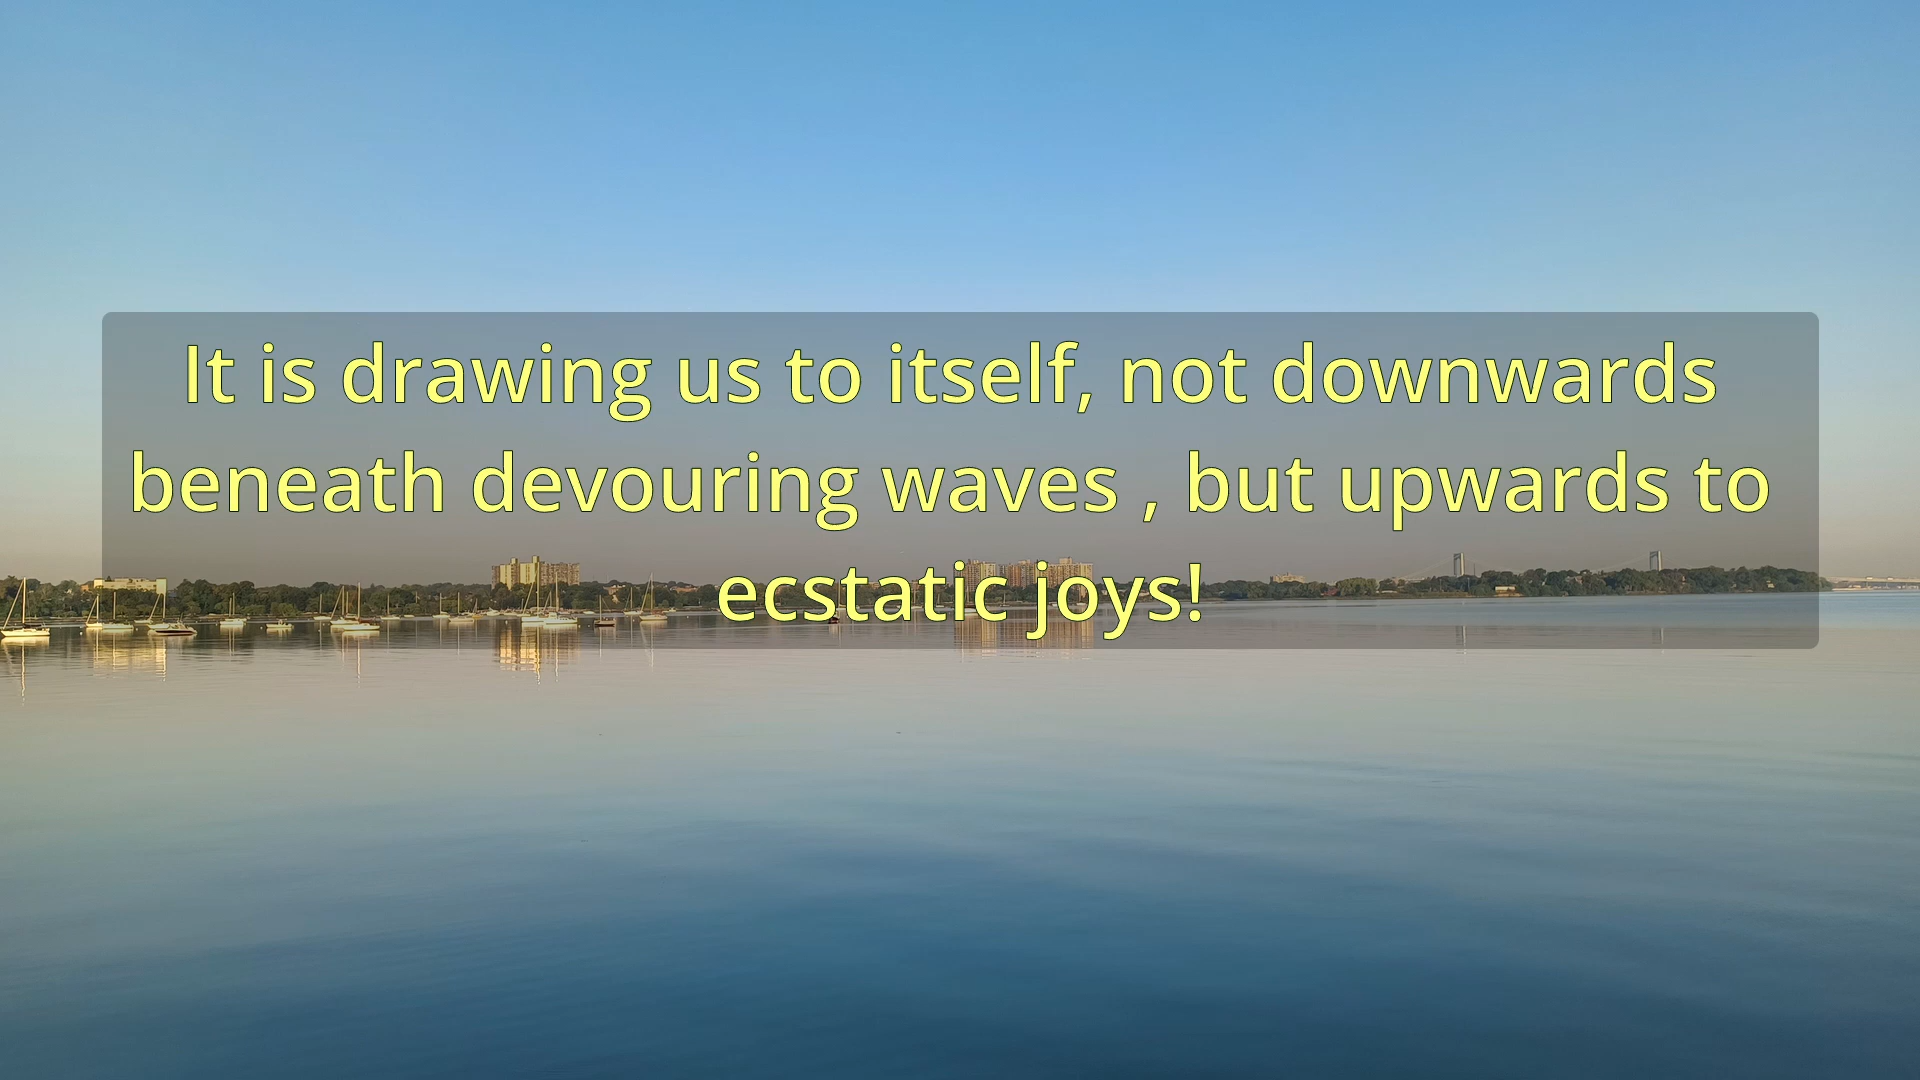 It is drawing us to itself, not downwards
beneath devouring waves , but upwards to
ecstatic joys!